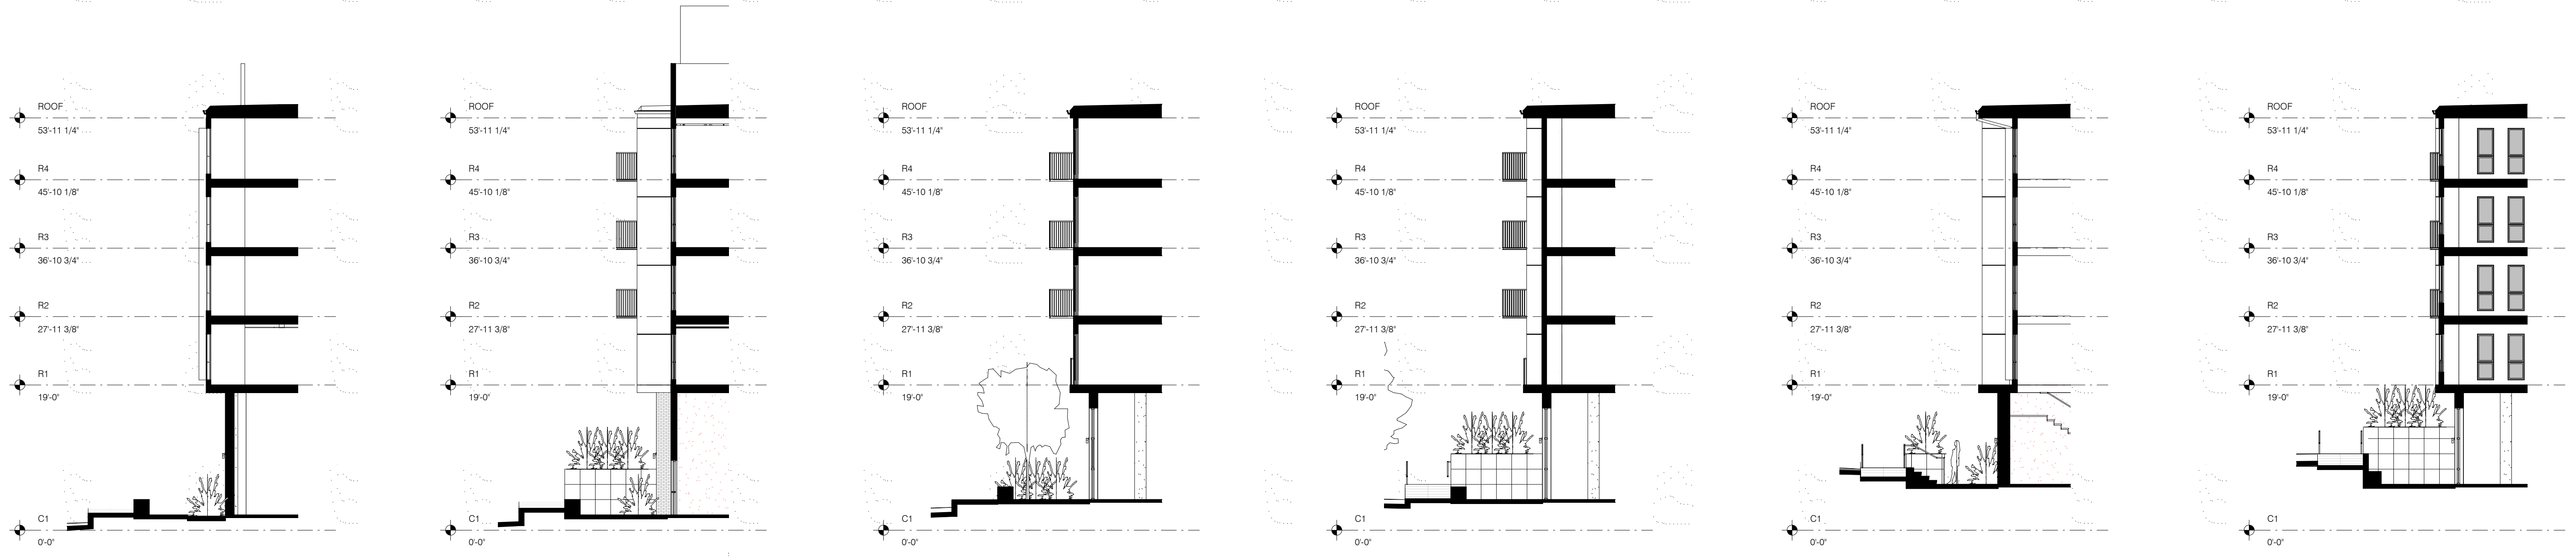 ROOF
53'-11 1/4"
R4
45'-10 1/8"
R3
36'-10 3/4"
R2
27'-11 3/8"
R1
19'-0"
C1
0'-0"
ROOF
53'-11 1/4"
R4
45'-10 1/8"
R3
36'-10 3/4"
R2
27'-11 3/8"
R1
19'-0"
C1
0'-0"
ROOF
53'-11 1/4"
R4
45'-10 1/8"
R3
36'-10 3/4"
R2
27'-11 3/8"
R1
19'-0"
C1
0'-0"
ROOF
53'-11 1/4"
R4
45'-10 1/8"
R3
36'-10 3/4"
R2
27'-11 3/8"
R1
19'-0"
C1
0'-0"
ROOF
53'-11 1/4"
R4
45'-10 1/8"
R3
36'-10 3/4"
R2
27'-11 3/8"
R1
19'-0"
C1
0'-0"
ROOF
53'-11 1/4"
R4
45'-10 1/8"
R3
36'-10 3/4"
R2
27'-11 3/8"
R1
19'-0"
C1
0'-0"